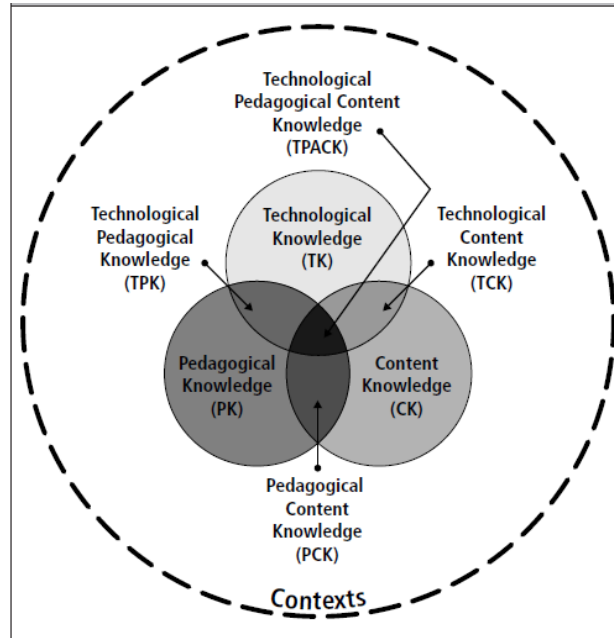 Technological
Pedagogical Content
Knowledge
(TPACK)
Technological
Pedagogical
Knowledge
(TPK)
Technological
Knowledge
(TK)
Technological
Content
Knowledge
(TCK)
Pedagogical
Knowledge
(PK)
Content
Knowledge
(CK)
Pedagogical
Content
Knowledge
(PCK)
Contexts